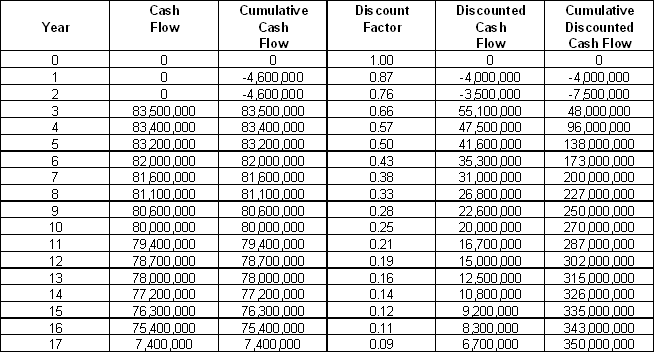 Year Cash Flow Cumulative Cash Flow Discount Factor Discounted Cash Flow Cumulative Discounted Cash Flow
0 0 0 1.00 0 0
1 0 -4,600,000 0.87 -4,000,000 -4,000,000
2 0 -4,600,000 0.76 -3,500,000 -7,500,000
3 83,500,000 83,500,000 0.66 55,100,000 48,000,000
4 83,400,000 83,400,000 0.57 47,500,000 96,000,000
5 83,200,000 83,200,000 0.50 41,600,000 138,000,000
6 82,000,000 82,000,000 0.43 35,300,000 173,000,000
7 81,600,000 81,600,000 0.38 31,000,000 200,000,000
8 81,100,000 81,100,000 0.33 26,800,000 227,000,000
9 80,600,000 80,600,000 0.28 22,600,000 250,000,000
10 80,000,000 80,000,000 0.25 20,000,000 270,000,000
11 79,400,000 79,400,000 0.21 16,700,000 287,000,000
12 78,700,000 78,700,000 0.19 15,000,000 302,000,000
13 78,000,000 78,000,000 0.16 12,500,000 315,000,000
14 77,200,000 77,200,000 0.14 10,800,000 326,000,000
15 76,300,000 76,300,000 0.12 9,200,000 335,000,000
16 75,400,000 75,400,000 0.11 8,300,000 343,000,000
17 7,400,000 7,400,000 0.09 6,700,000 350,000,000